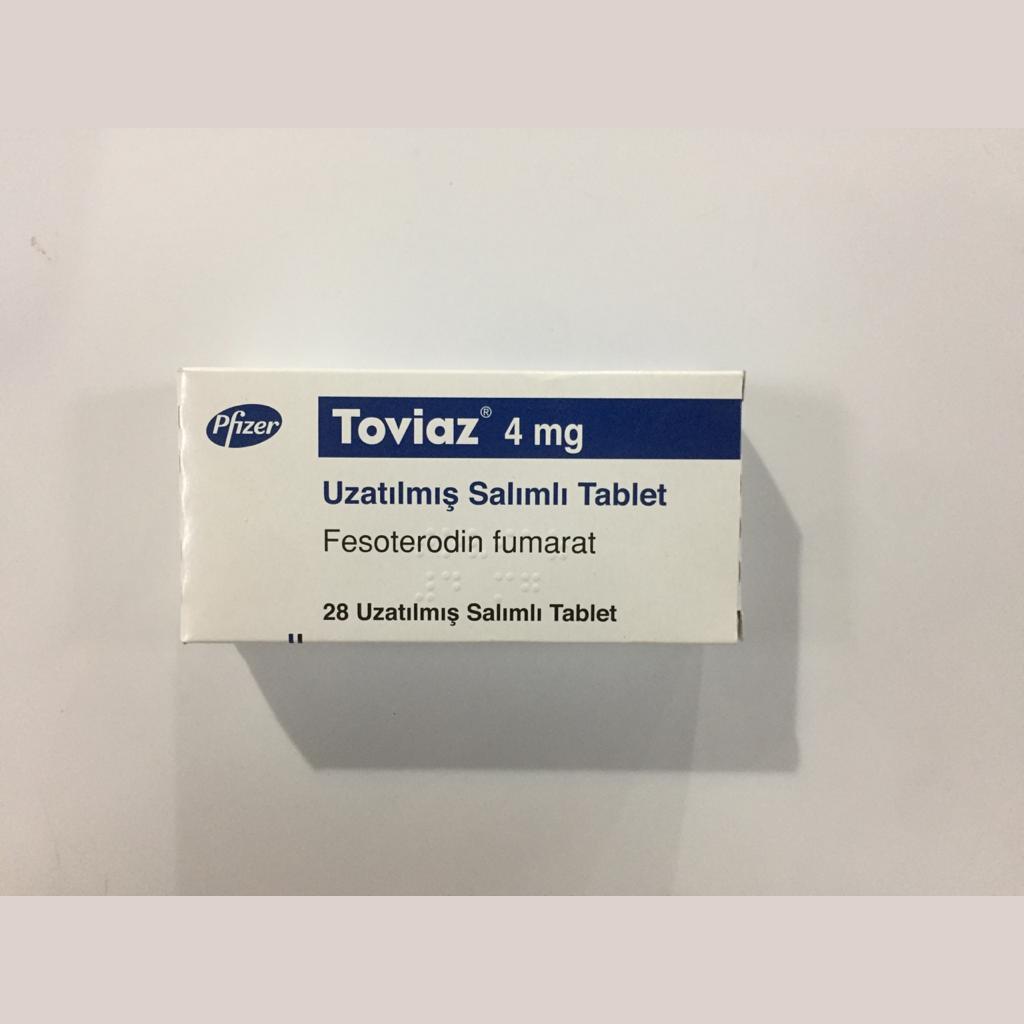 Pfizer
Toviaz® 4 mg
Uzatılmış Salımlı Tablet
Fesoterodin fumarat
28 Uzatılmış Salımlı Tablet